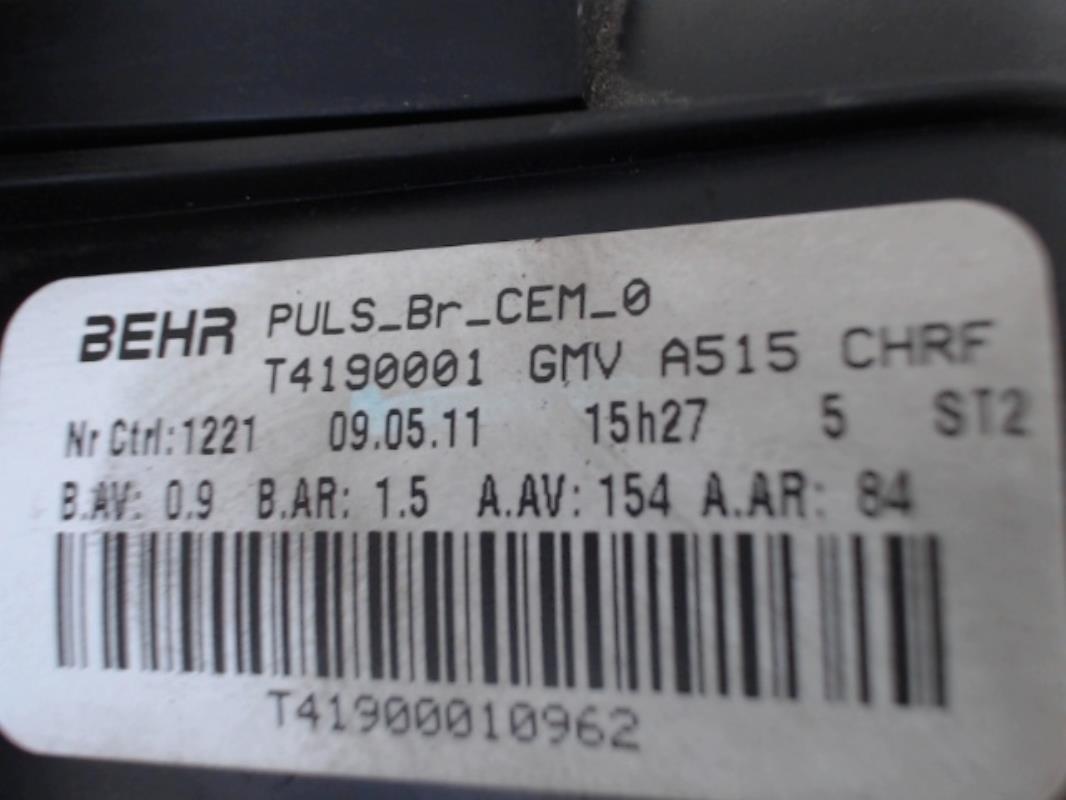 BEHR PULS_Br_CEM_0
T4190001 GMV A515 CHRF
Nr Ctrl:1221 09.05.11 15h27 5 ST2
B.AV: 0.9 B.AR: 1.5 A.AV: 154 A.AR: 84
T41900010962